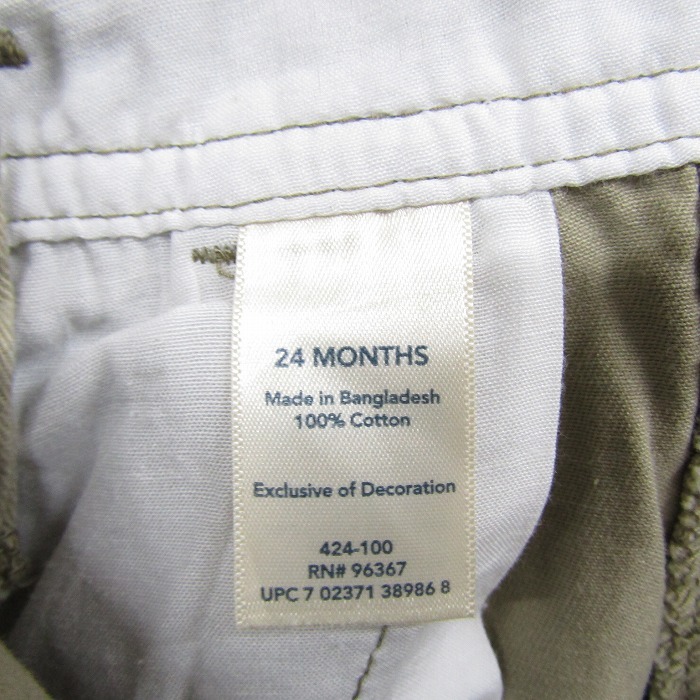 24 MONTHS
Made in Bangladesh
100% Cotton
Exclusive of Decoration
424-100
RN# 96367
UPC 7 02371 38986 8